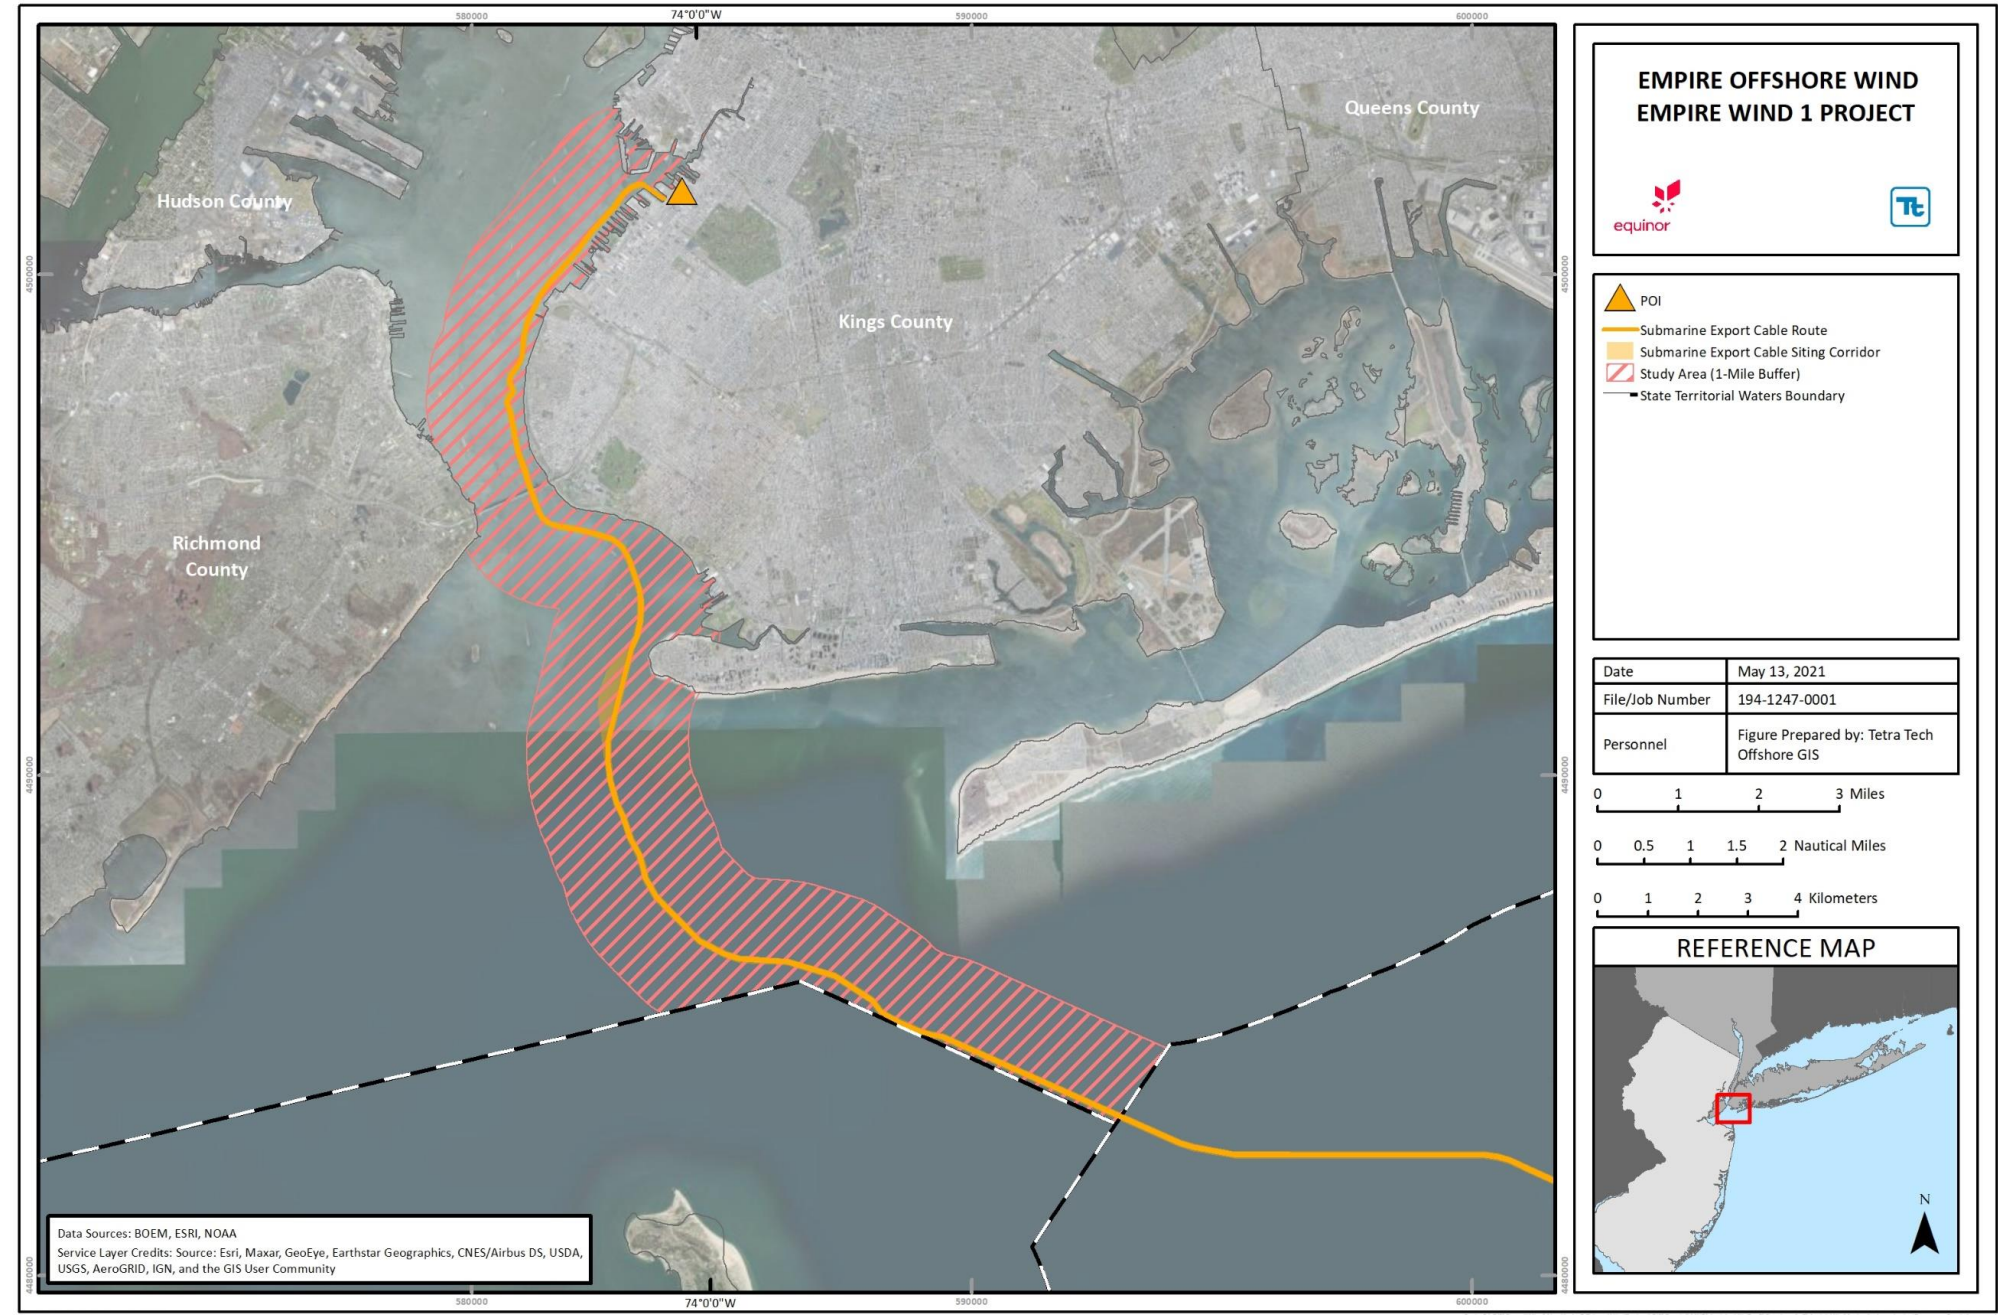 580000
74°0'0"W
590000
600000
4500000
4490000
4480000
4500000
4490000
4480000
Hudson County
Queens County
Kings County
Richmond
County
Data Sources: BOEM, ESRI, NOAA
Service Layer Credits: Source: Esri, Maxar, GeoEye, Earthstar Geographics, CNES/Airbus DS, USDA,
USGS, AeroGRID, IGN, and the GIS User Community
580000
74°0'0"W
590000
600000
EMPIRE OFFSHORE WIND
EMPIRE WIND 1 PROJECT
equinor
Tt
POI
Submarine Export Cable Route
Submarine Export Cable Siting Corridor
Study Area (1-Mile Buffer)
State Territorial Waters Boundary
Date May 13, 2021
File/Job Number 194-1247-0001
Personnel Figure Prepared by: Tetra Tech
Offshore GIS
0 1 2 3 Miles
0 0.5 1 1.5 2 Nautical Miles
0 1 2 3 4 Kilometers
REFERENCE MAP
N